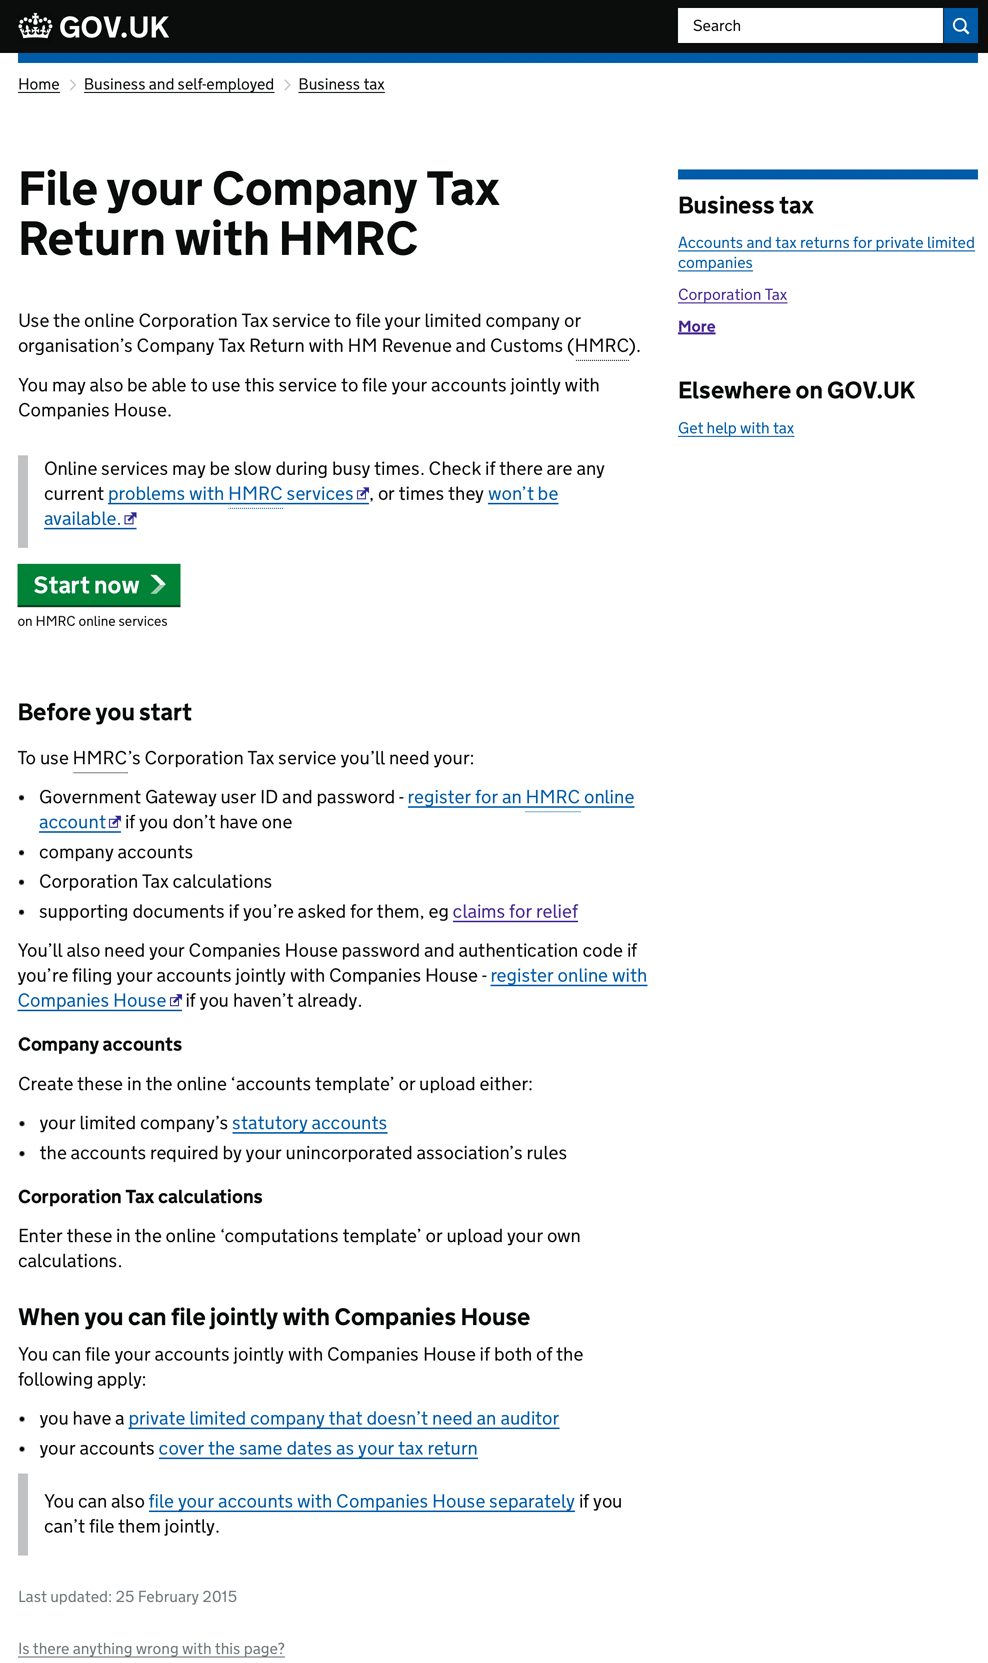 GOV.UK
Search
Home
Business and self-employed
Business tax
File your Company Tax
Return with HMRC
Use the online Corporation Tax service to file your limited company or
organisation’s Company Tax Return with HM Revenue and Customs (HMRC).
You may also be able to use this service to file your accounts jointly with
Companies House.
Online services may be slow during busy times. Check if there are any
current problems with HMRC services, or times they won’t be
available.
Start now
on HMRC online services
Before you start
To use HMRC’s Corporation Tax service you’ll need your:
• Government Gateway user ID and password - register for an HMRC online
account if you don’t have one
• company accounts
• Corporation Tax calculations
• supporting documents if you’re asked for them, eg claims for relief
You’ll also need your Companies House password and authentication code if
you’re filing your accounts jointly with Companies House - register online with
Companies House if you haven’t already.
Company accounts
Create these in the online ‘accounts template’ or upload either:
• your limited company’s statutory accounts
• the accounts required by your unincorporated association’s rules
Corporation Tax calculations
Enter these in the online ‘computations template’ or upload your own
calculations.
When you can file jointly with Companies House
You can file your accounts jointly with Companies House if both of the
following apply:
• you have a private limited company that doesn’t need an auditor
• your accounts cover the same dates as your tax return
You can also file your accounts with Companies House separately if you
can’t file them jointly.
Last updated: 25 February 2015
Is there anything wrong with this page?
Business tax
Accounts and tax returns for private limited
companies
Corporation Tax
More
Elsewhere on GOV.UK
Get help with tax